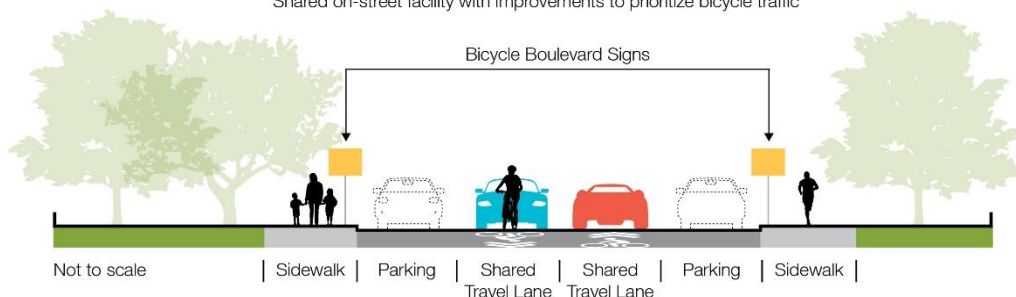 Shared on-street facility with improvements to prioritize bicycle traffic
Bicycle Boulevard Signs
Not to scale
Sidewalk
Parking
Shared
Travel Lane
Shared
Travel Lane
Parking
Sidewalk